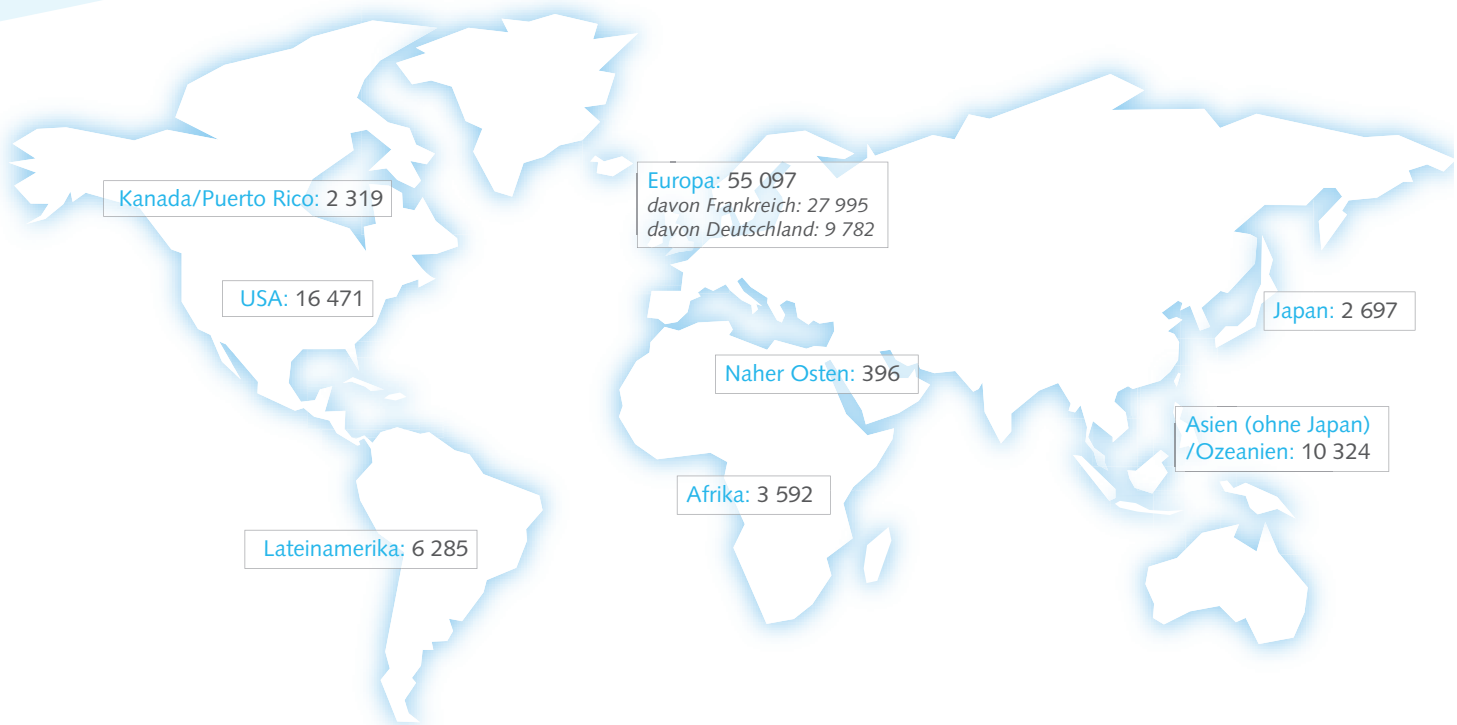 Kanada/Puerto Rico: 2 319
Europa: 55 097
davon Frankreich: 27 995
davon Deutschland: 9 782
USA: 16 471
Japan: 2 697
Naher Osten: 396
Asien (ohne Japan)
/Ozeanien: 10 324
Afrika: 3 592
Lateinamerika: 6 285